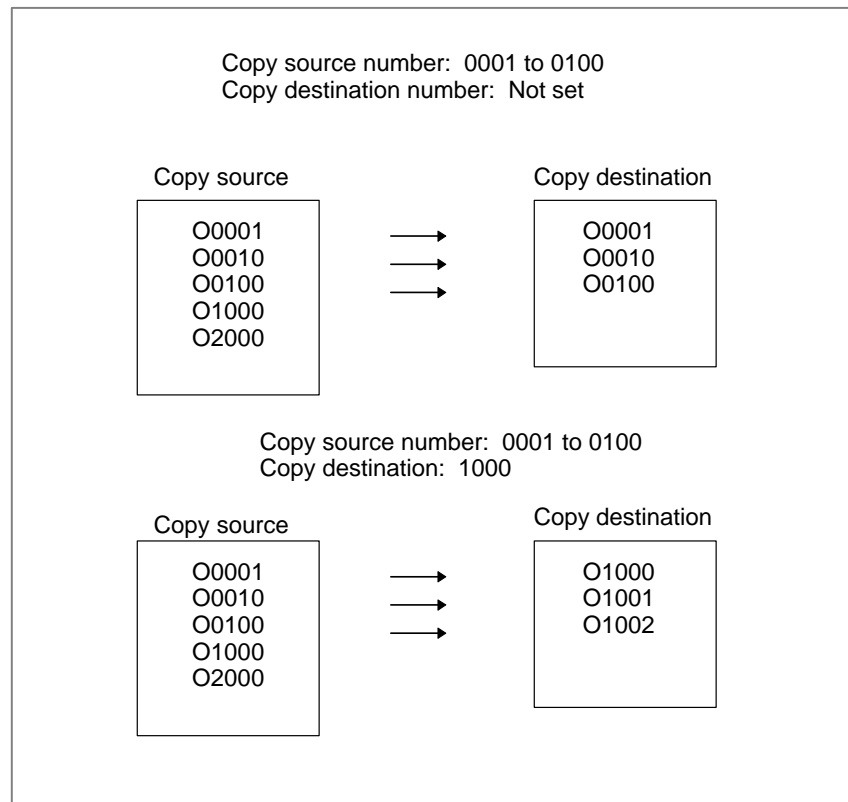 Copy source number: 0001 to 0100
Copy destination number: Not set
Copy source
Copy destination
O0001
O0010
O0100
O1000
O2000
O0001
O0010
O0100
Copy source number: 0001 to 0100
Copy destination: 1000
Copy source
Copy destination
O0001
O0010
O0100
O1000
O2000
O1000
O1001
O1002